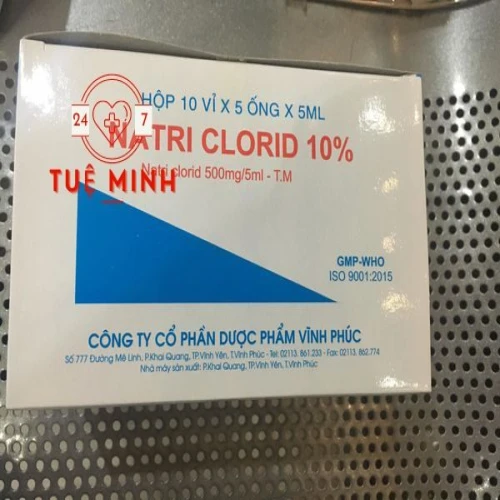 HỘP 10 VỈ X 5 ỐNG X 5ML
24 7
NATRI CLORID 10%
Natri clorid 500mg/5ml - T.M
TUỆ MINH
GMP-WHO
ISO 9001:2015
CÔNG TY CỔ PHẦN DƯỢC PHẨM VĨNH PHÚC
Số 777 Đường Mê Linh, P.Khai Quang, TP.Vĩnh Yên, T.Vĩnh Phúc - Tel: 02113. 861.233 - Fax: 02113. 862.774
Nhà máy sản xuất: P.Khai Quang, TP.Vĩnh Yên, T.Vĩnh Phúc